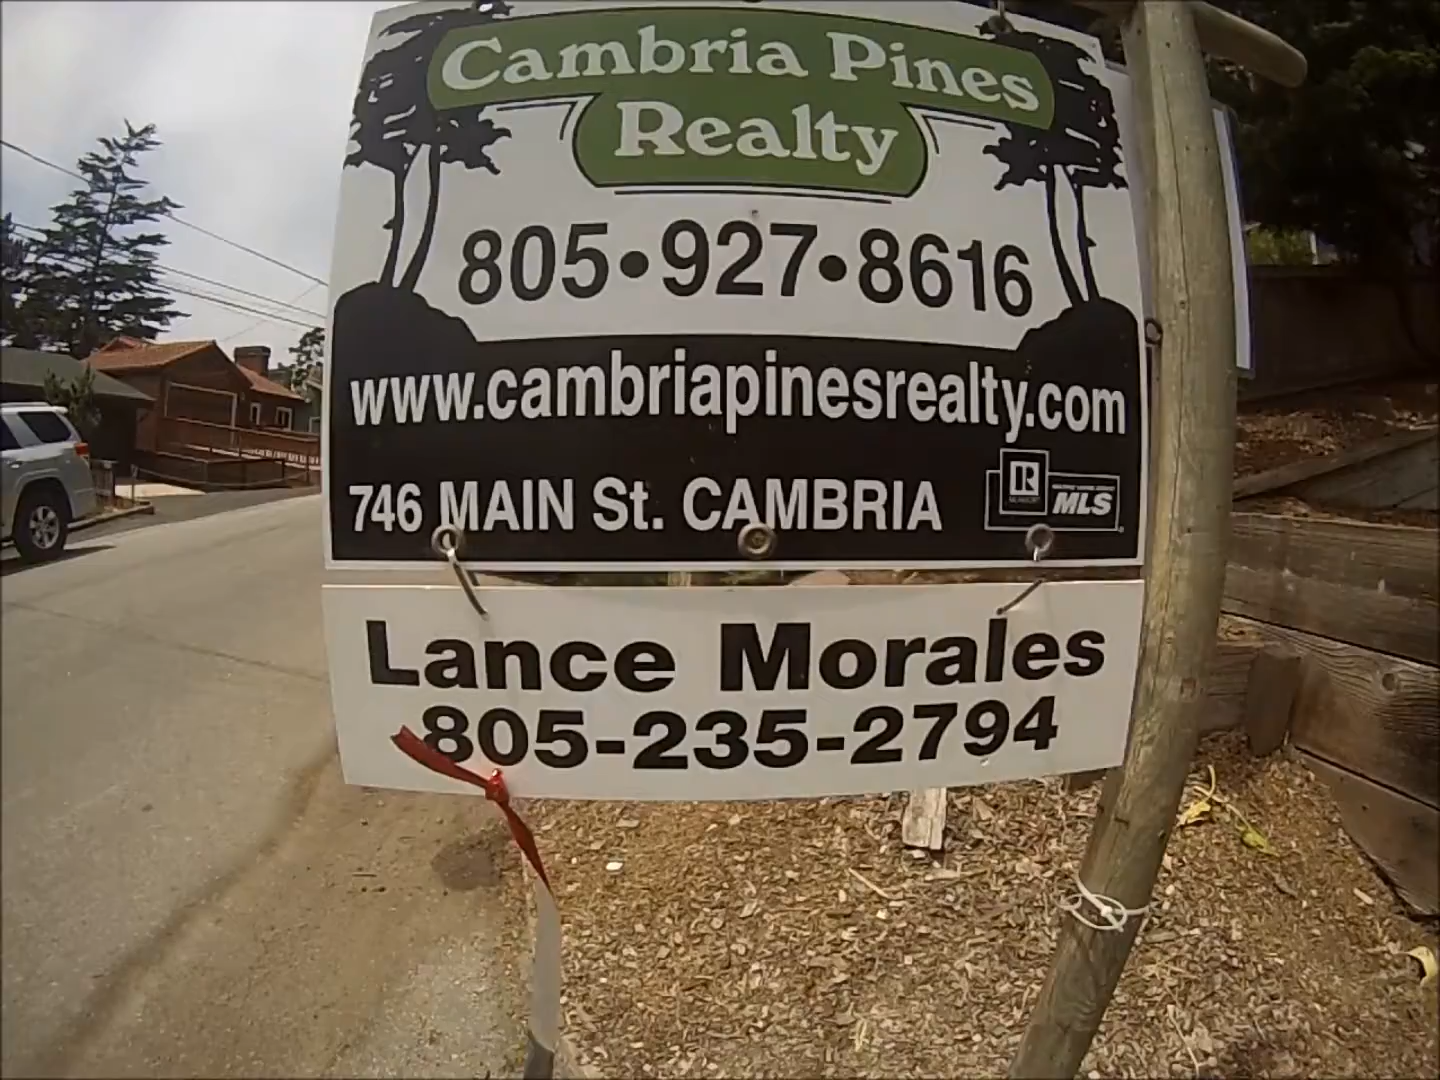 Cambria Pines
Realty
805•927•8616
www.cambriapinesrealty.com
746 MAIN St. CAMBRIA
R
MLS
Lance Morales
805-235-2794